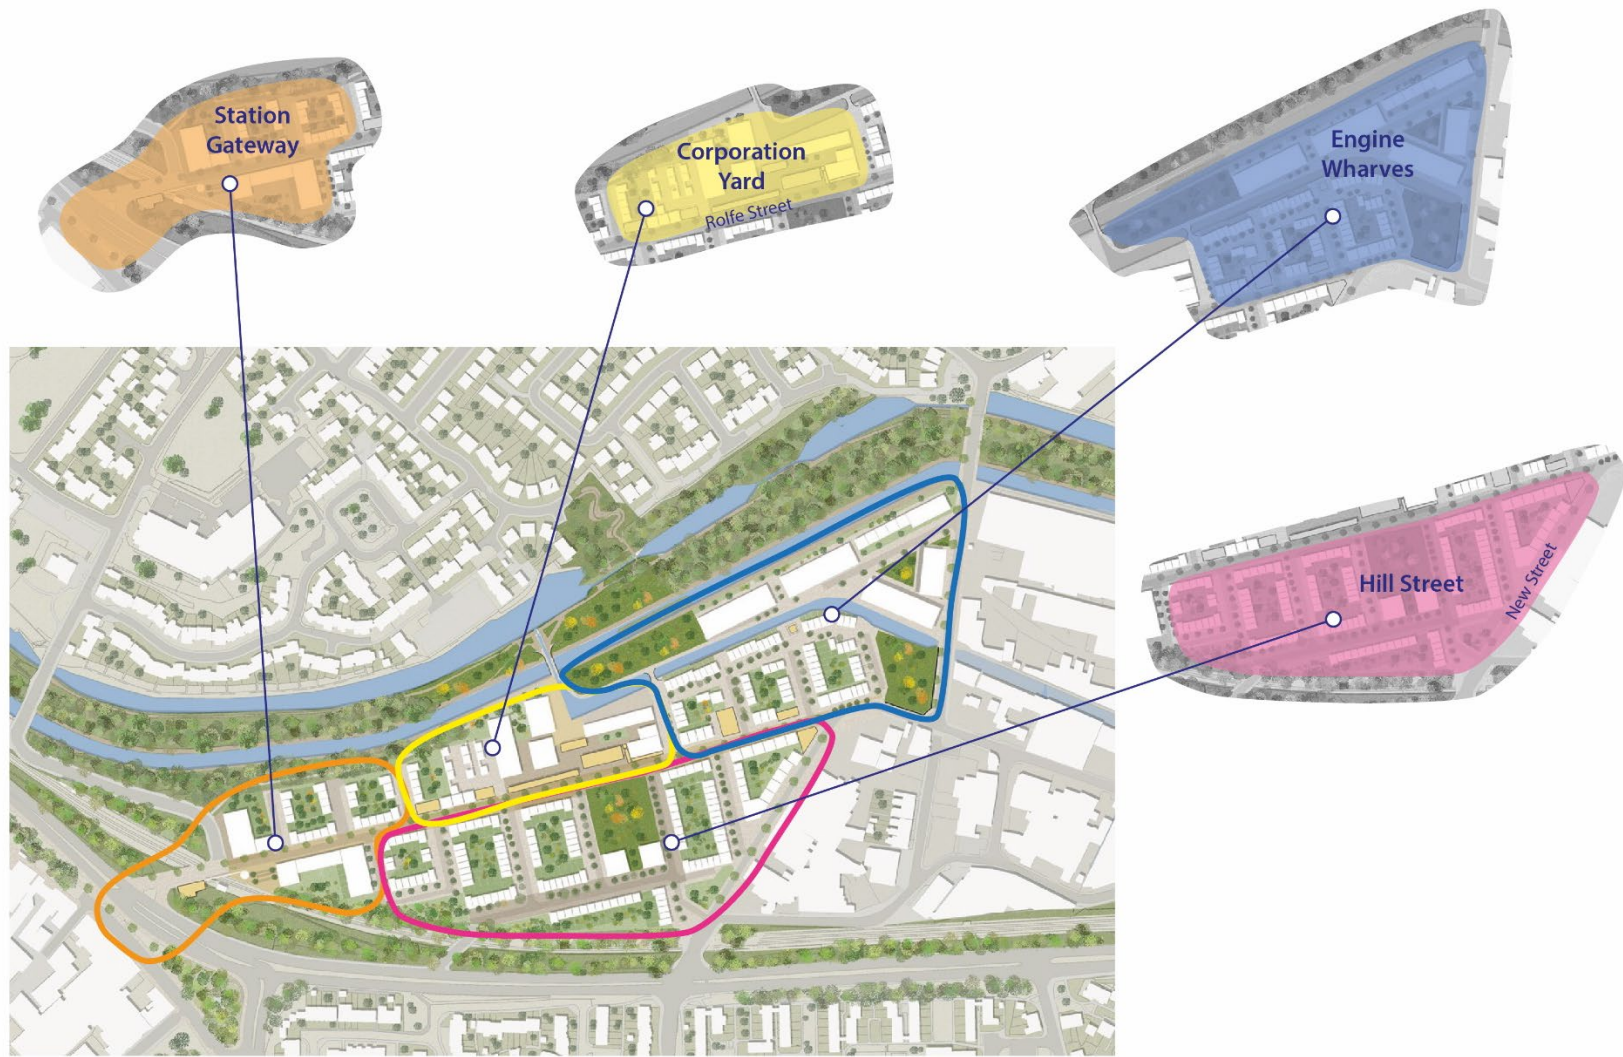 Station
Gateway
Corporation
Yard
Rolfe Street
Engine
Wharves
Hill Street
New Street